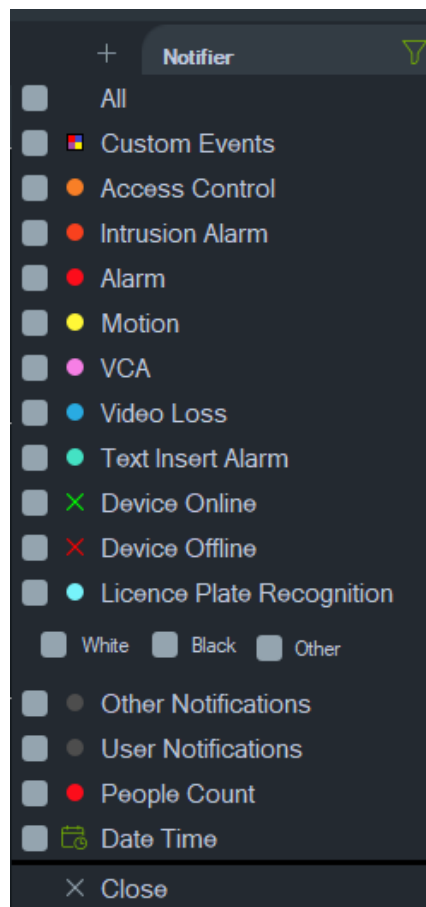 Notifier
All
Custom Events
Access Control
Intrusion Alarm
Alarm
Motion
VCA
Video Loss
Text Insert Alarm
Device Online
Device Offline
Licence Plate Recognition
White Black Other
Other Notifications
User Notifications
People Count
Date Time
Close